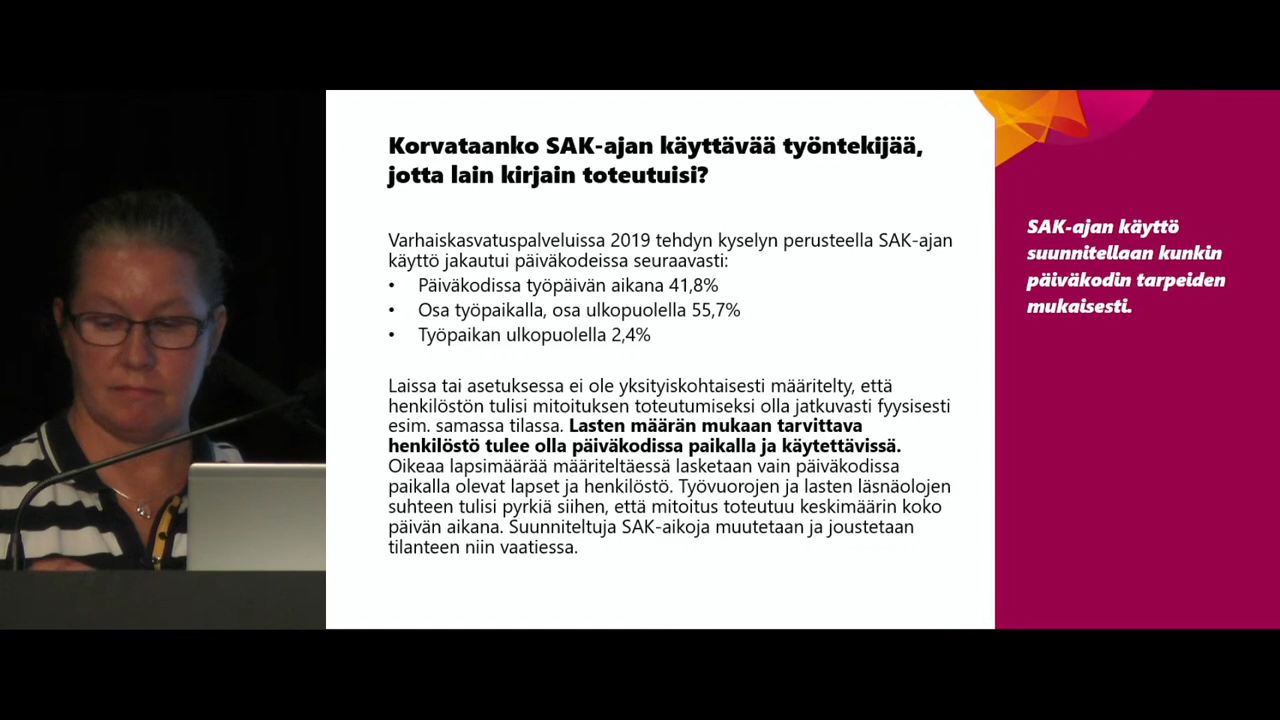 Korvataanko SAK-ajan käyttävää työntekijää,
jotta lain kirjain toteutuisi?
Varhaiskasvatuspalveluissa 2019 tehdyn kyselyn perusteella SAK-ajan
käyttö jakautui päiväkodeissa seuraavasti:
• Päiväkodissa työpäivän aikana 41,8%
• Osa työpaikalla, osa ulkopuolella 55,7%
• Työpaikan ulkopuolella 2,4%
Laissa tai asetuksessa ei ole yksityiskohtaisesti määritelty, että
henkilöstön tulisi mitoituksen toteutumiseksi olla jatkuvasti fyysisesti
esim. samassa tilassa. Lasten määrän mukaan tarvittava
henkilöstö tulee olla päiväkodissa paikalla ja käytettävissä.
Oikeaa lapsimäärää määriteltäessä lasketaan vain päiväkodissa
paikalla olevat lapset ja henkilöstö. Työvuorojen ja lasten läsnäolojen
suhteen tulisi pyrkiä siihen, että mitoitus toteutuu keskimäärin koko
päivän aikana. Suunniteltuja SAK-aikoja muutetaan ja joustetaan
tilanteen niin vaatiessa.
SAK-ajan käyttö
suunnitellaan kunkin
päiväkodin tarpeiden
mukaisesti.